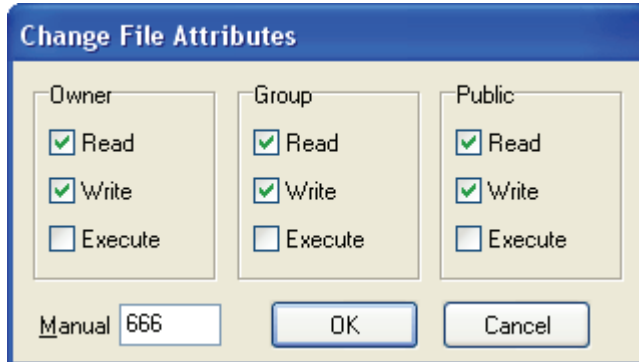 Change File Attributes
Owner Group Public
Read Read Read
Write Write Write
Execute Execute Execute
Manual 666 OK Cancel